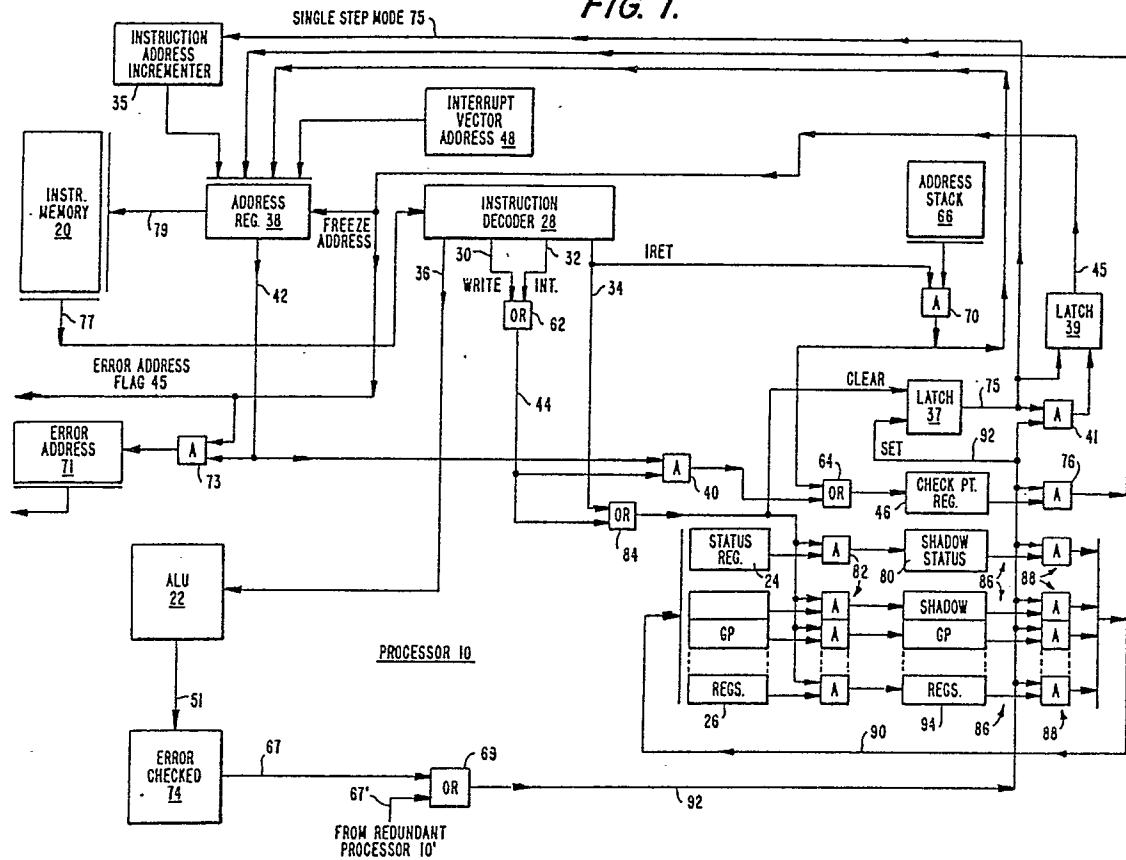 FIG. 1.
SINGLE STEP MODE 75
INSTRUCTION
ADDRESS
INCREMENTER
35
INTERRUPT
VECTOR
ADDRESS 48
INSTR.
MEMORY
20
ADDRESS
REG. 38
79
FREEZE
ADDRESS
INSTRUCTION
DECODER 28
ADDRESS
STACK
66
30
32
IRET
36
WRITE
INT.
34
42
77
OR
62
A
70
45
LATCH
39
ERROR ADDRESS
FLAG 45
44
CLEAR
LATCH
37
75
A
41
SET
92
ERROR
ADDRESS
71
A
73
A
40
64
OR
CHECK PT.
REG.
46
76
A
OR
84
STATUS
REG.
24
A
82
80
SHADOW
STATUS
86
A
88
ALU
22
A
SHADOW
A
GP
A
GP
A
PROCESSOR 10
REGS.
26
A
REGS.
94
86
A
88
51
90
ERROR
CHECKED
74
67
69
OR
67'
92
FROM REDUNDANT
PROCESSOR 10'